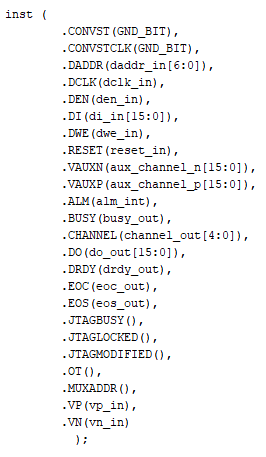 inst (
.CONVST(GND_BIT),
.CONVSTCLK(GND_BIT),
.DADDR(daddr_in[6:0]),
.DCLK(dclk_in),
.DEN(den_in),
.DI(di_in[15:0]),
.DWE(dwe_in),
.RESET(reset_in),
.VAUXN(aux_channel_n[15:0]),
.VAUXP(aux_channel_p[15:0]),
.ALM(alm_int),
.BUSY(busy_out),
.CHANNEL(channel_out[4:0]),
.DO(do_out[15:0]),
.DRDY(drdy_out),
.EOC(eoc_out),
.EOS(eos_out),
.JTAGBUSY(),
.JTAGLOCKED(),
.JTAGMODIFIED(),
.OT(),
.MUXADDR(),
.VP(vp_in),
.VN(vn_in)
);